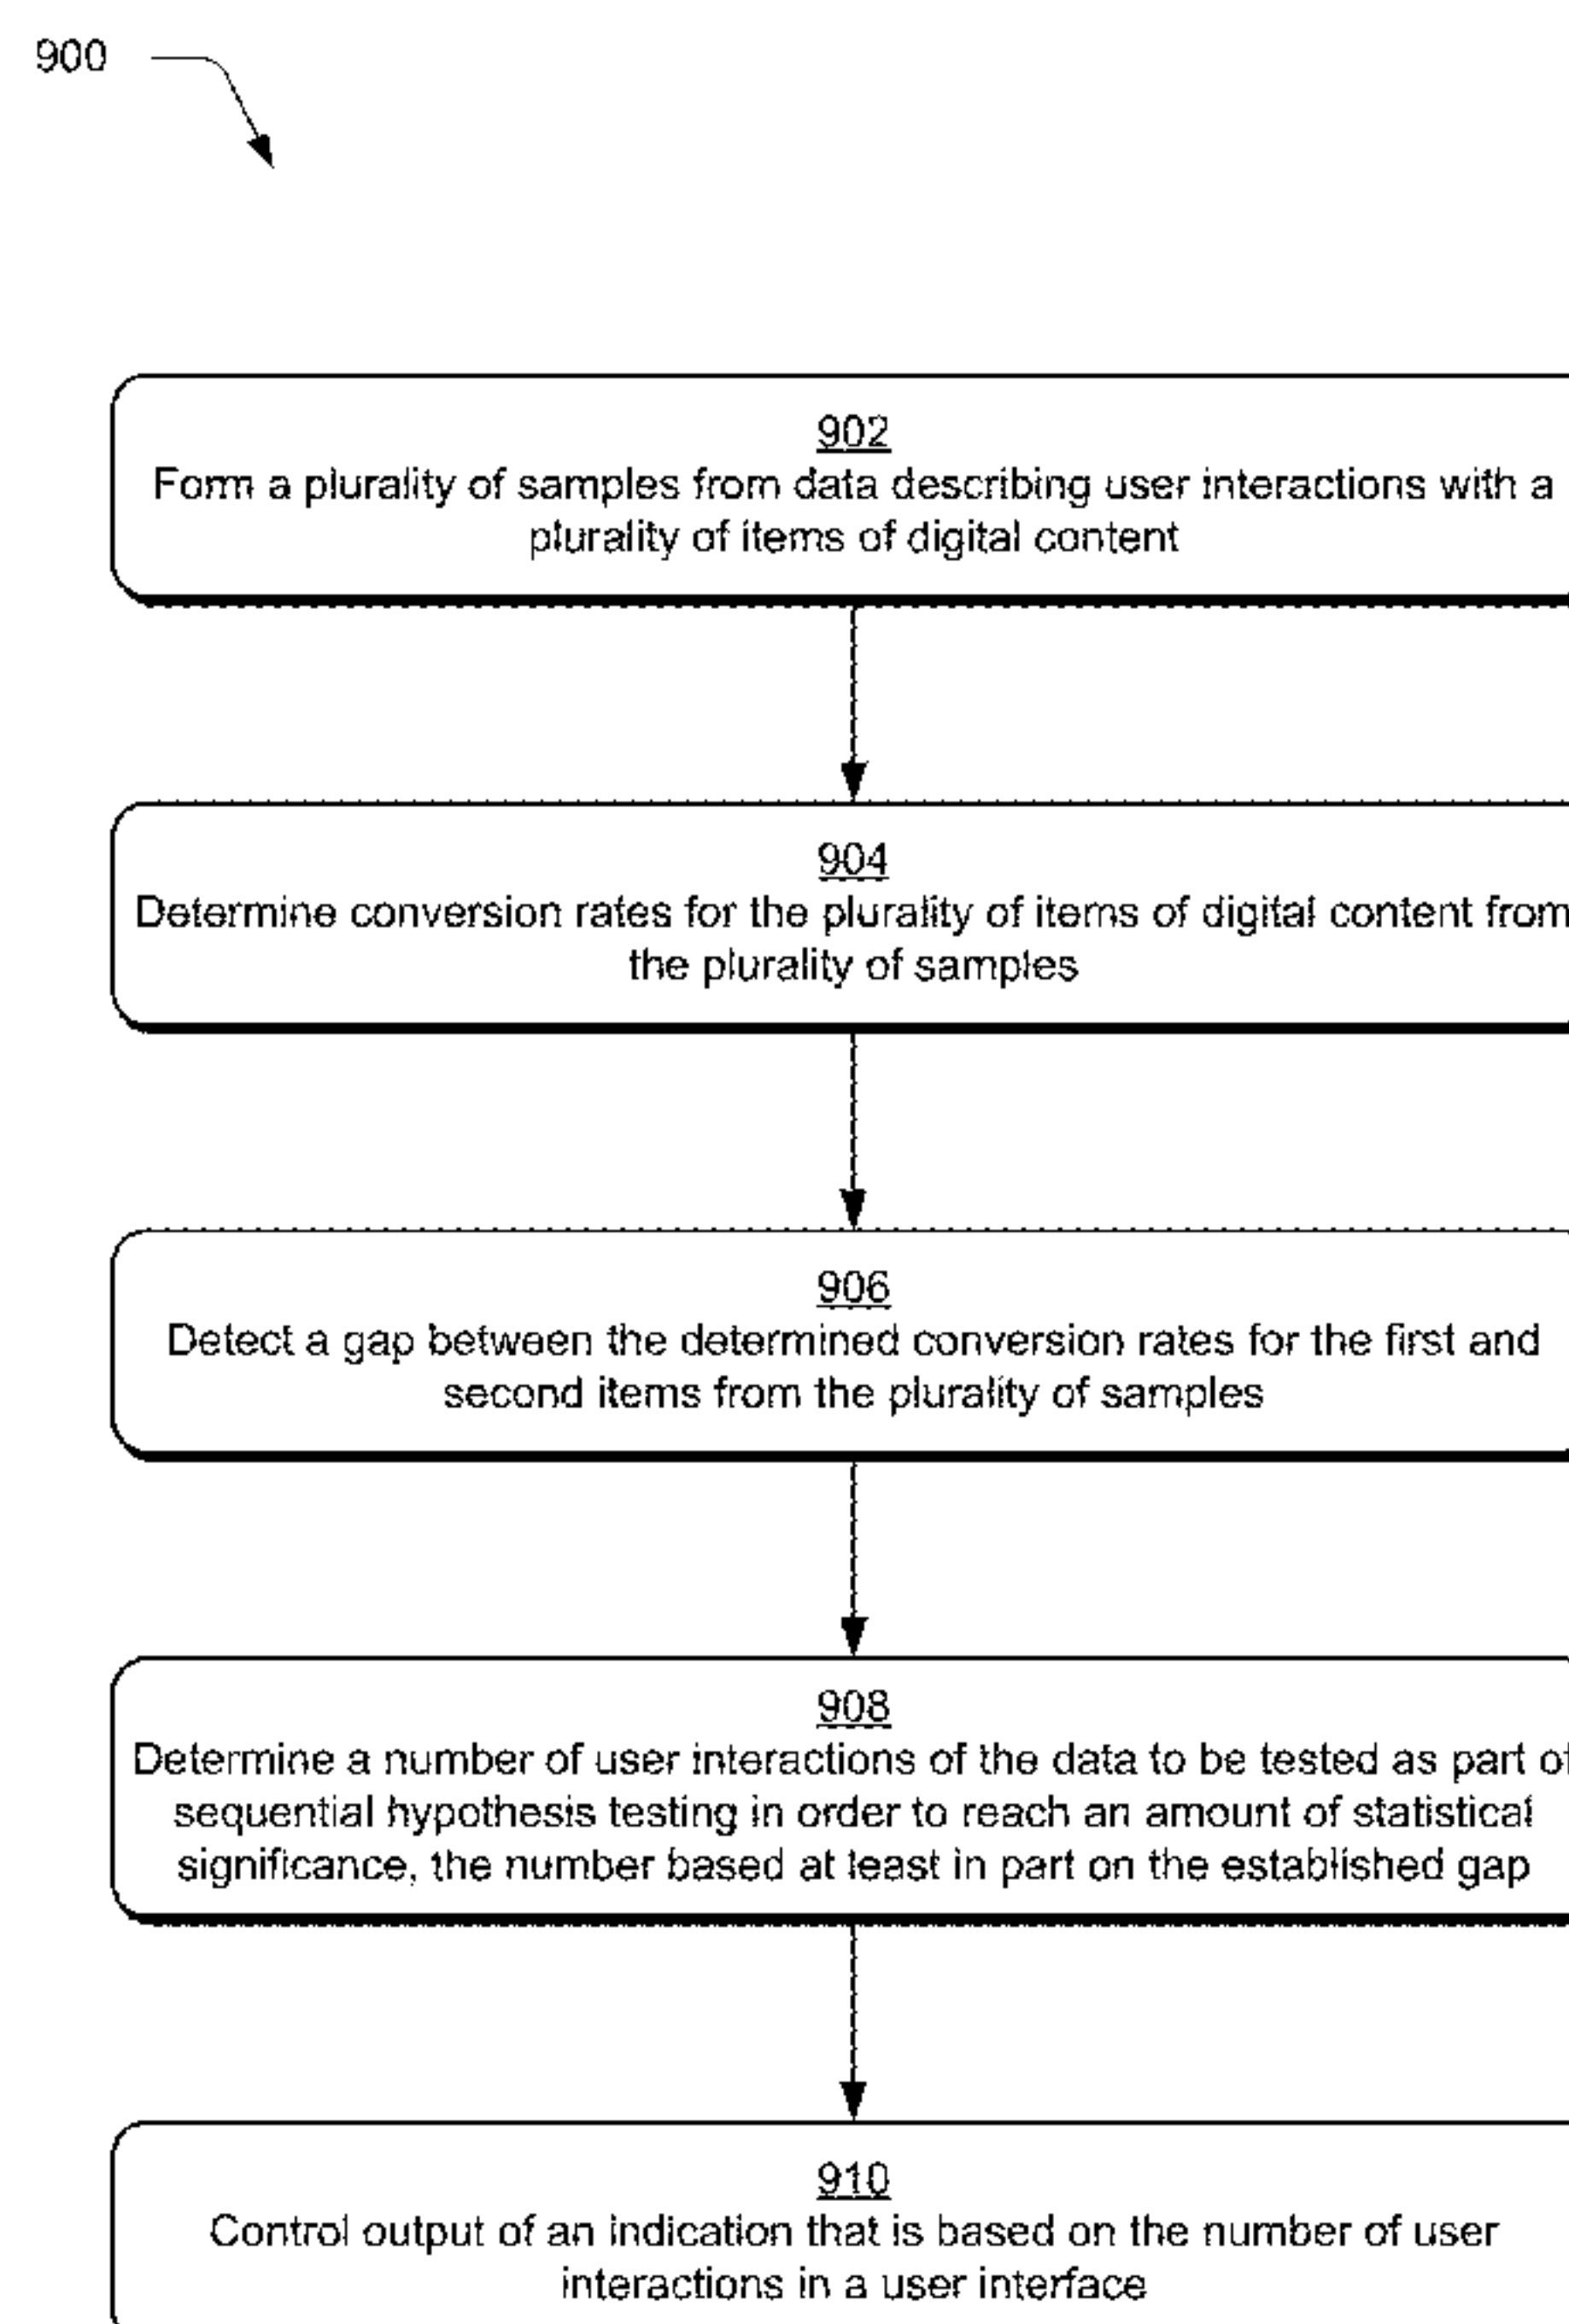 900
902
Form a plurality of samples from data describing user interactions with a
plurality of items of digital content
904
Determine conversion rates for the plurality of items of digital content from
the plurality of samples
906
Detect a gap between the determined conversion rates for the first and
second items from the plurality of samples
908
Determine a number of user interactions of the data to be tested as part of
sequential hypothesis testing in order to reach an amount of statistical
significance, the number based at least in part on the established gap
910
Control output of an indication that is based on the number of user
interactions in a user interface